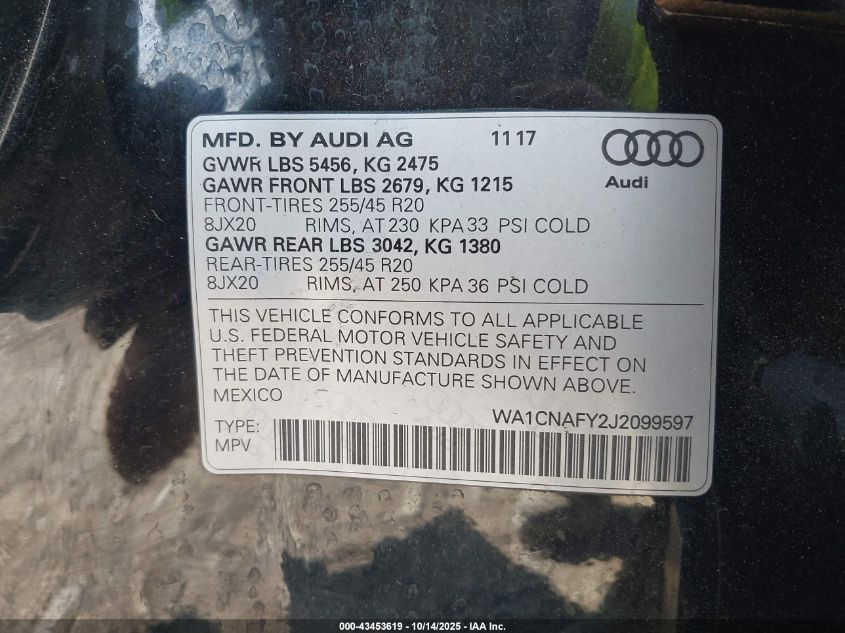 MFD. BY AUDI AG 11 17
GVWR LBS 5456, KG 2475
GAWR FRONT LBS 2679, KG 1215
Audi
FRONT-TIRES 255/45 R20
8JX20 RIMS, AT 230 KPA 33 PSI COLD
GAWR REAR LBS 3042, KG 1380
REAR-TIRES 255/45 R20
8JX20 RIMS, AT 250 KPA 36 PSI COLD
THIS VEHICLE CONFORMS TO ALL APPLICABLE
U.S. FEDERAL MOTOR VEHICLE SAFETY AND
THEFT PREVENTION STANDARDS IN EFFECT ON
THE DATE OF MANUFACTURE SHOWN ABOVE.
MEXICO
WA1CNAFY2J2099597
TYPE:
MPV
000-43453619 - 10/14/2025 - IAA Inc.